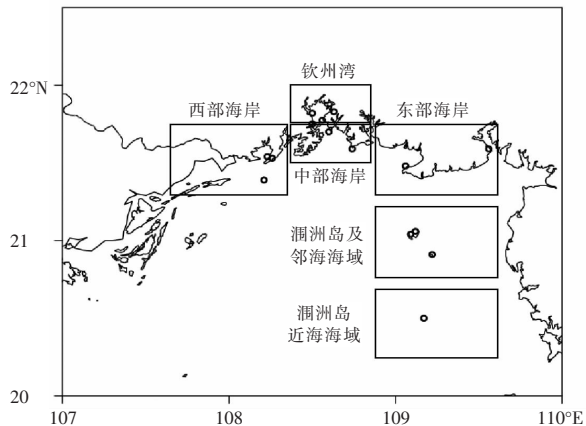 22°N
钦州湾
西部海岸
东部海岸
中部海岸
21
涠洲岛及
邻海海域
涠洲岛
近海海域
20
107
108
109
110°E